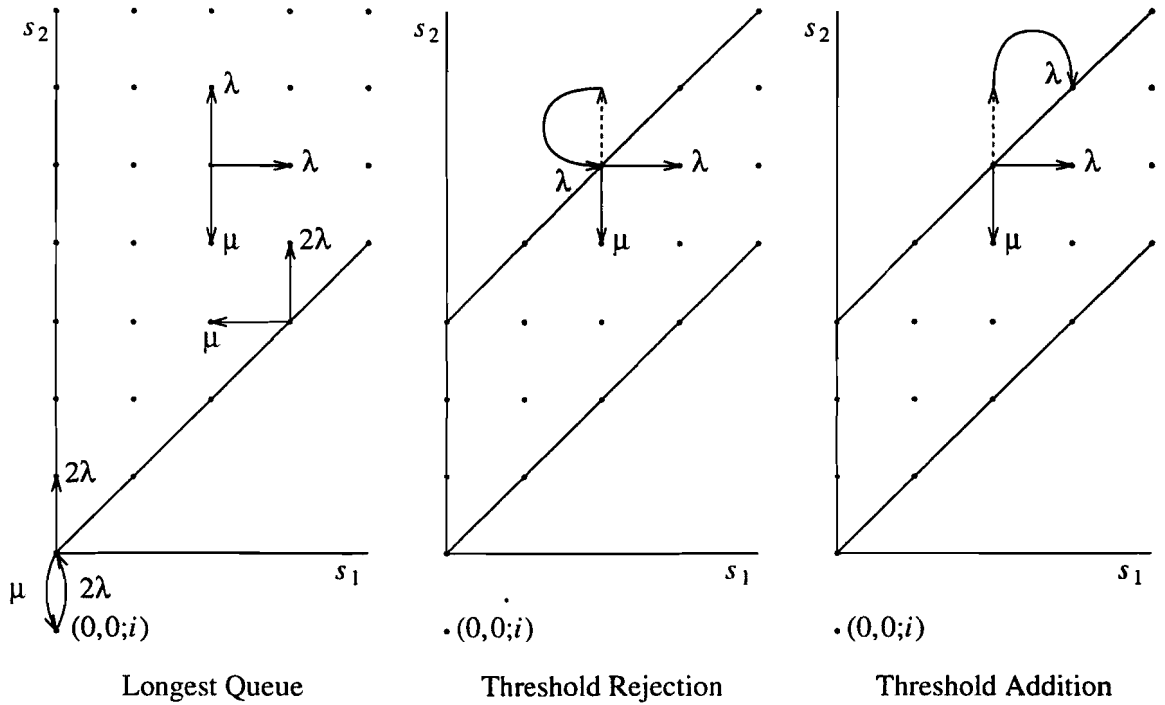 s2
λ
λ
μ
2λ
μ
2λ
s1
μ
2λ
(0,0;i)
Longest Queue
s2
λ
λ
μ
s1
(0,0;i)
Threshold Rejection
s2
λ
λ
μ
s1
(0,0;i)
Threshold Addition